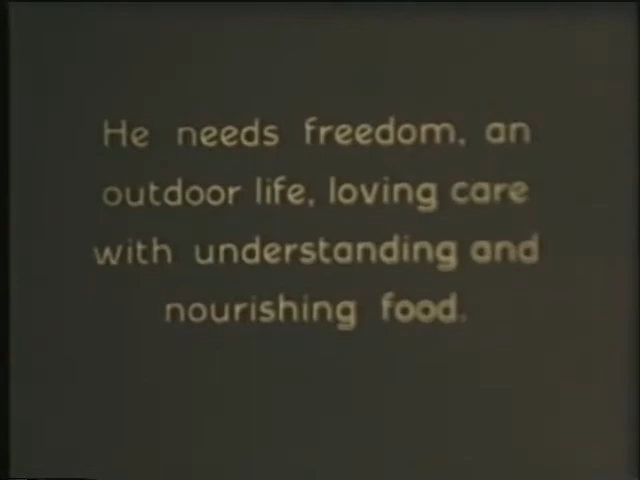 He needs freedom, an
outdoor life, loving care
with understanding and
nourishing food.